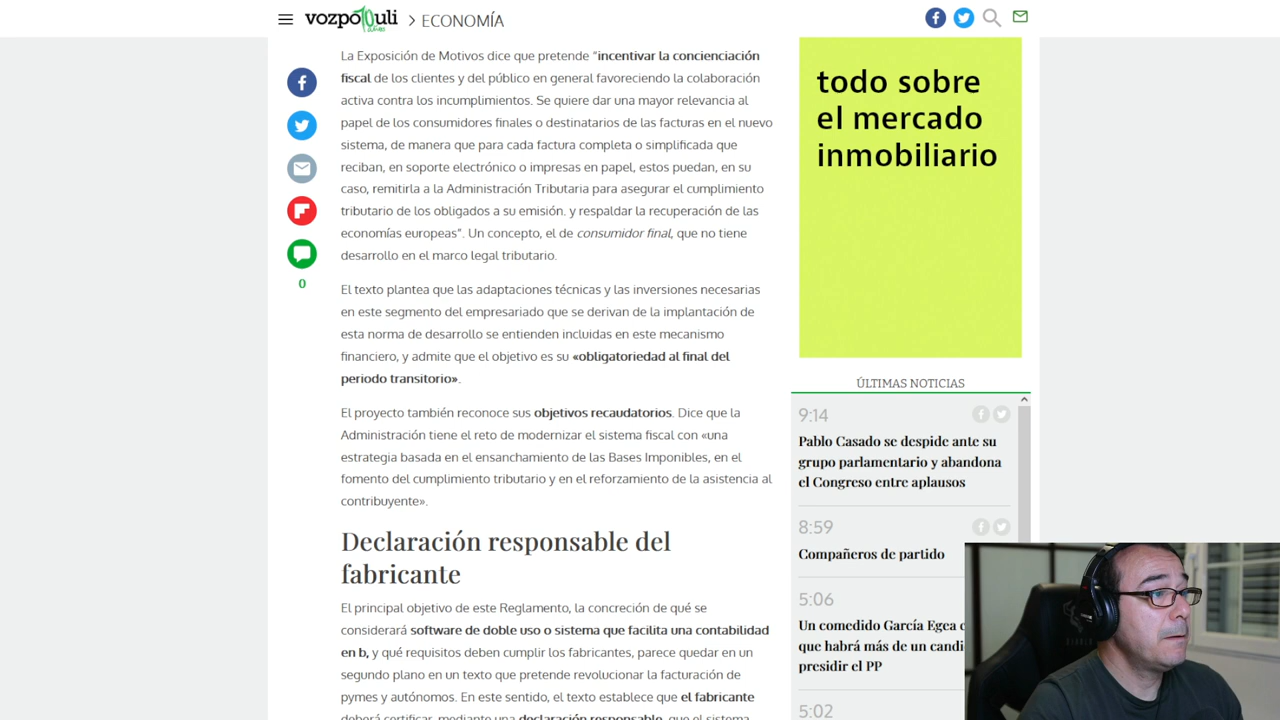 vozpópuli
10 años
> ECONOMÍA
La Exposición de Motivos dice que pretende “incentivar la concienciación
fiscal de los clientes y del público en general favoreciendo la colaboración
activa contra los incumplimientos. Se quiere dar una mayor relevancia al
papel de los consumidores finales o destinatarios de las facturas en el nuevo
sistema, de manera que para cada factura completa o simplificada que
reciban, en soporte electrónico o impresas en papel, estos puedan, en su
caso, remitirla a la Administración Tributaria para asegurar el cumplimiento
tributario de los obligados a su emisión. y respaldar la recuperación de las
economías europeas”. Un concepto, el de consumidor final, que no tiene
desarrollo en el marco legal tributario.
0
El texto plantea que las adaptaciones técnicas y las inversiones necesarias
en este segmento del empresariado que se derivan de la implantación de
esta norma de desarrollo se entienden incluidas en este mecanismo
financiero, y admite que el objetivo es su «obligatoriedad al final del
periodo transitorio».
El proyecto también reconoce sus objetivos recaudatorios. Dice que la
Administración tiene el reto de modernizar el sistema fiscal con «una
estrategia basada en el ensanchamiento de las Bases Imponibles, en el
fomento del cumplimiento tributario y en el reforzamiento de la asistencia al
contribuyente».
Declaración responsable del
fabricante
El principal objetivo de este Reglamento, la concreción de qué se
considerará software de doble uso o sistema que facilita una contabilidad
en b, y qué requisitos deben cumplir los fabricantes, parece quedar en un
segundo plano en un texto que pretende revolucionar la facturación de
pymes y autónomos. En este sentido, el texto establece que el fabricante
deberá certificar, mediante una declaración responsable, que el sistema
todo sobre
el mercado
inmobiliario
ÚLTIMAS NOTICIAS
9:14
Pablo Casado se despide ante su
grupo parlamentario y abandona
el Congreso entre aplausos
8:59
Compañeros de partido
5:06
Un comedido García Egea
que habrá más de un candi
presidir el PP
5:02